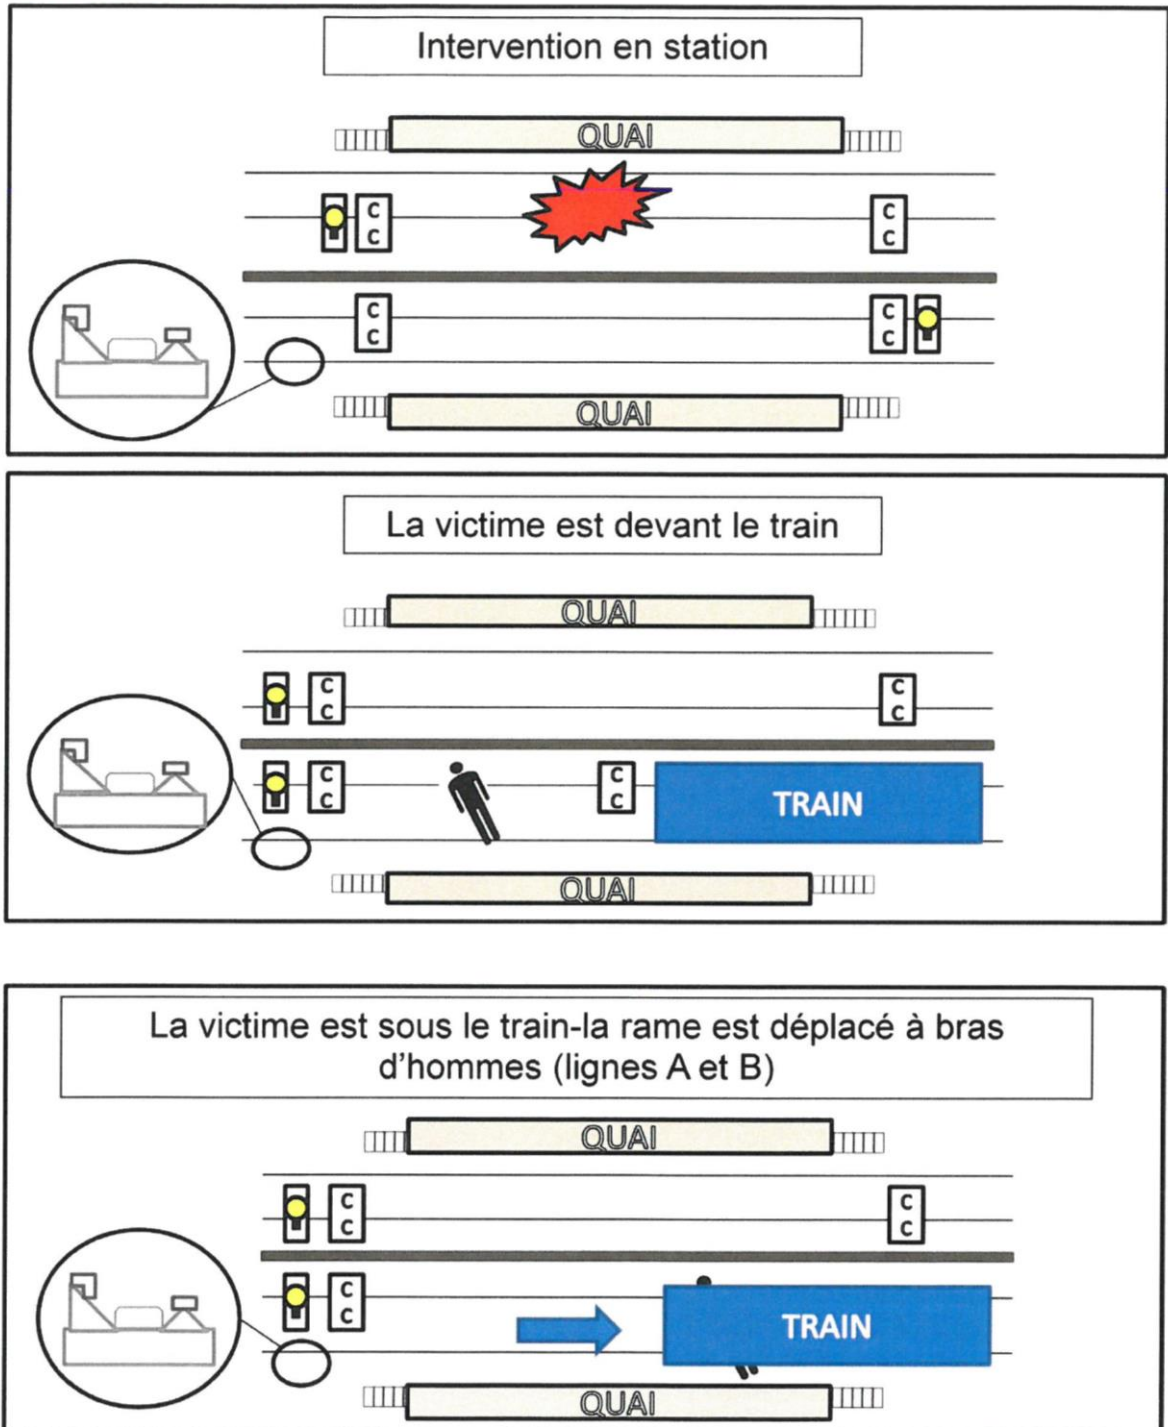 Intervention en station
QUAI
C
C
C
C
C
C
C
C
QUAI
La victime est devant le train
QUAI
C
C
C
C
C
C
C
C
TRAIN
QUAI
La victime est sous le train-la rame est déplacé à bras
d'hommes (lignes A et B)
QUAI
C
C
C
C
C
C
TRAIN
QUAI